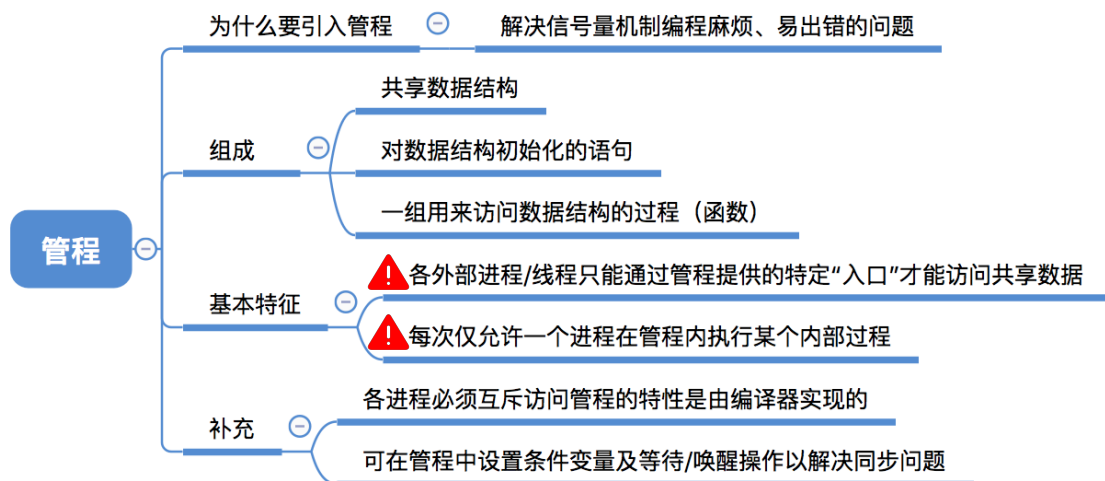 管程
为什么要引入管程
解决信号量机制编程麻烦、易出错的问题
组成
共享数据结构
对数据结构初始化的语句
一组用来访问数据结构的过程（函数）
基本特征
各外部进程/线程只能通过管程提供的特定“入口”才能访问共享数据
每次仅允许一个进程在管程内执行某个内部过程
补充
各进程必须互斥访问管程的特性是由编译器实现的
可在管程中设置条件变量及等待/唤醒操作以解决同步问题